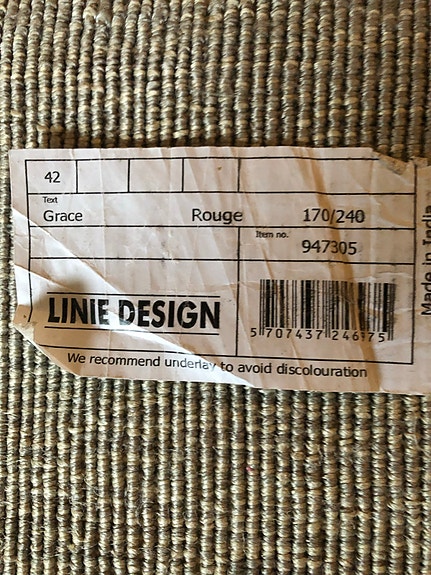 42
Text
Grace Rouge 170/240
Item no.
947305
LINIE DESIGN
5 707437 246175
We recommend underlay to avoid discolouration
Made in India